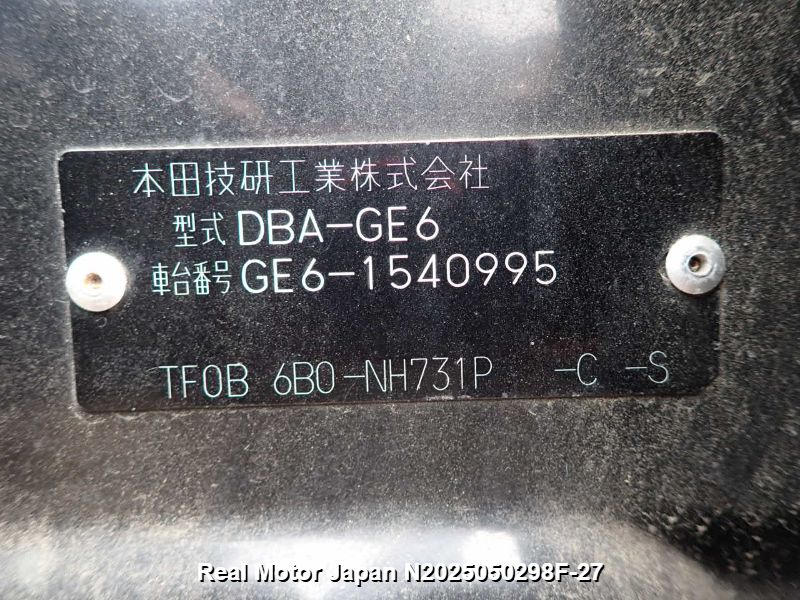 本田技研工業株式会社
型式 DBA-GE6
車台番号 GE6-1540995
TF0B 6B0-NH731P -C -S
Real Motor Japan N2025050298F-27